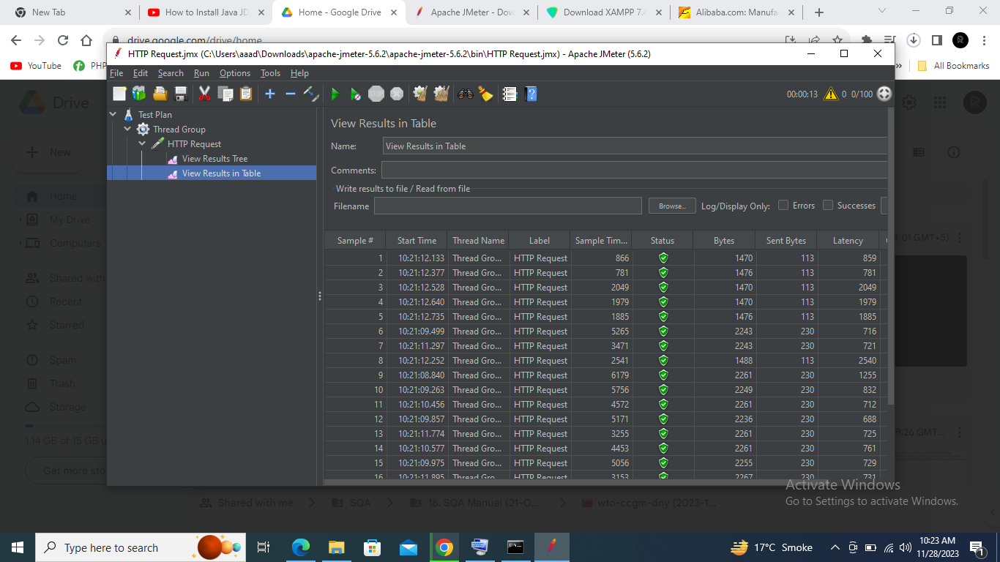 New Tab
How to Install Java JD
Home - Google Drive
Apache JMeter - Dow
Download XAMPP 7.4
Alibaba.com: Manufa
drive.google.com/drive/home
HTTP Request.jmx (C:\Users\aaad\Downloads\apache-jmeter-5.6.2\apache-jmeter-5.6.2\bin\HTTP Request.jmx) - Apache JMeter (5.6.2)
YouTube
PHP
All Bookmarks
File Edit Search Run Options Tools Help
STOP
00:00:13 0 0/100
Drive
New
Home
My Drive
Computers
Shared with
Recent
Starred
Spam
Trash
Storage
1.14 GB of 15 GB u
Get more sto
Test Plan
Thread Group
HTTP Request
View Results Tree
View Results in Table
View Results in Table
Name: View Results in Table
Comments:
Write results to file / Read from file
Filename Browse... Log/Display Only: Errors Successes
Sample # Start Time Thread Name Label Sample Tim... Status Bytes Sent Bytes Latency
1 10:21:12.133 Thread Gro... HTTP Request 866 1470 113 859
2 10:21:12.377 Thread Gro... HTTP Request 781 1476 113 781
3 10:21:12.528 Thread Gro... HTTP Request 2049 1470 113 2049
4 10:21:12.640 Thread Gro... HTTP Request 1979 1470 113 1979
5 10:21:12.735 Thread Gro... HTTP Request 1885 1476 113 1885
6 10:21:09.499 Thread Gro... HTTP Request 5265 2243 230 716
7 10:21:11.297 Thread Gro... HTTP Request 3471 2243 230 721
8 10:21:12.252 Thread Gro... HTTP Request 2541 1488 113 2540
9 10:21:08.840 Thread Gro... HTTP Request 6179 2261 230 1255
10 10:21:09.263 Thread Gro... HTTP Request 5756 2249 230 832
11 10:21:10.456 Thread Gro... HTTP Request 4572 2261 230 712
12 10:21:09.857 Thread Gro... HTTP Request 5171 2236 230 688
13 10:21:11.774 Thread Gro... HTTP Request 3255 2261 230 725
14 10:21:10.577 Thread Gro... HTTP Request 4453 2261 230 761
15 10:21:09.975 Thread Gro... HTTP Request 5056 2255 230 729
16 10:21:11.895 Thread Gro... HTTP Request 3153 2267 230 731
4:01 GMT+5)
9:26 GMT...
Shared with me
SQA
16. SQA Manual (21-O...
wto-ccgm-dny (2023-1...
Activate Windows
Go to Settings to activate Windows.
Type here to search
17°C Smoke
10:23 AM
11/28/2023
1